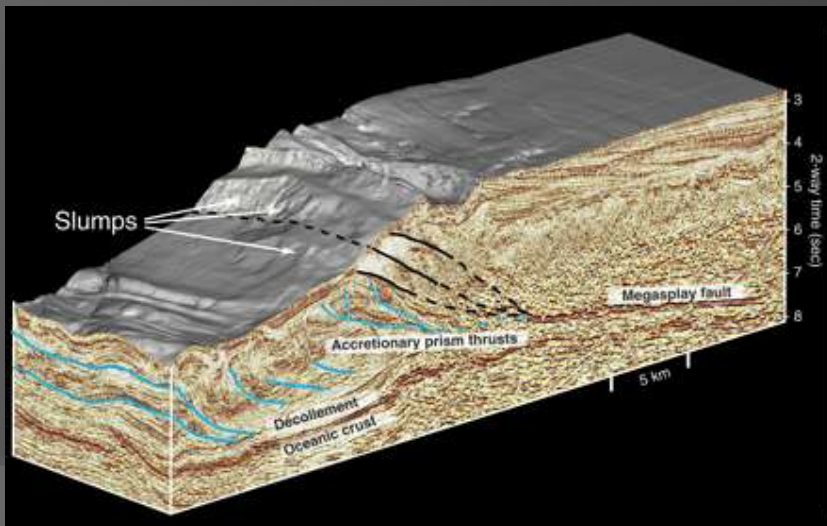 3
4
5
6
7
8
2-way time (sec)
Slumps
Megasplay fault
Accretionary prism thrusts
5 km
Décollement
Oceanic crust